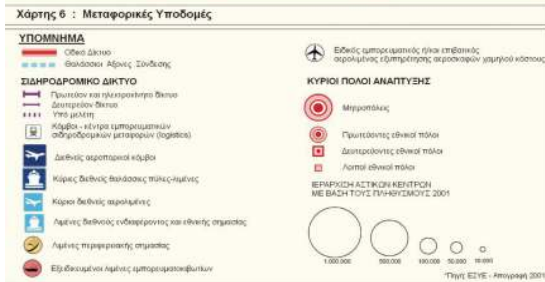 Χάρτης 6 : Μεταφορικές Υποδομές
ΥΠΟΜΝΗΜΑ
Οδικό Δίκτυο
Θαλάσσιοι Άξονες Σύνδεσης
ΣΙΔΗΡΟΔΡΟΜΙΚΟ ΔΙΚΤΥΟ
Πρωτεύον και ηλεκτροκίνητο δίκτυο
Δευτερεύον δίκτυο
Υπό μελέτη
Κόμβοι - κέντρα εμπορευματικών
σιδηροδρομικών μεταφορών (logistics)
Διεθνείς αεροπορικοί κόμβοι
Κύριες διεθνείς θαλάσσιες πύλες-λιμένες
Κύριοι διεθνείς αερολιμένες
Λιμένες διεθνούς ενδιαφέροντος και εθνικής σημασίας
Λιμένες περιφερειακής σημασίας
Εξειδικευμένοι λιμένες εμπορευματοκιβωτίων
Ειδικός εμπορευματικός ή/και επιβατικός
αερολιμένας εξυπηρέτησης αεροσκαφών χαμηλού κόστους
ΚΥΡΙΟΙ ΠΟΛΟΙ ΑΝΑΠΤΥΞΗΣ
Μητροπόλεις
Πρωτεύοντες εθνικοί πόλοι
Δευτερεύοντες εθνικοί πόλοι
Λοιποί εθνικοί πόλοι
ΙΕΡΑΡΧΙΣΗ ΑΣΤΙΚΩΝ ΚΕΝΤΡΩΝ
ΜΕ ΒΑΣΗ ΤΟΥΣ ΠΛΗΘΥΣΜΟΥΣ 2001
1.000.000 500.000 100.000 50.000 10.000
*Πηγή: ΕΣΥΕ - Απογραφή 2001